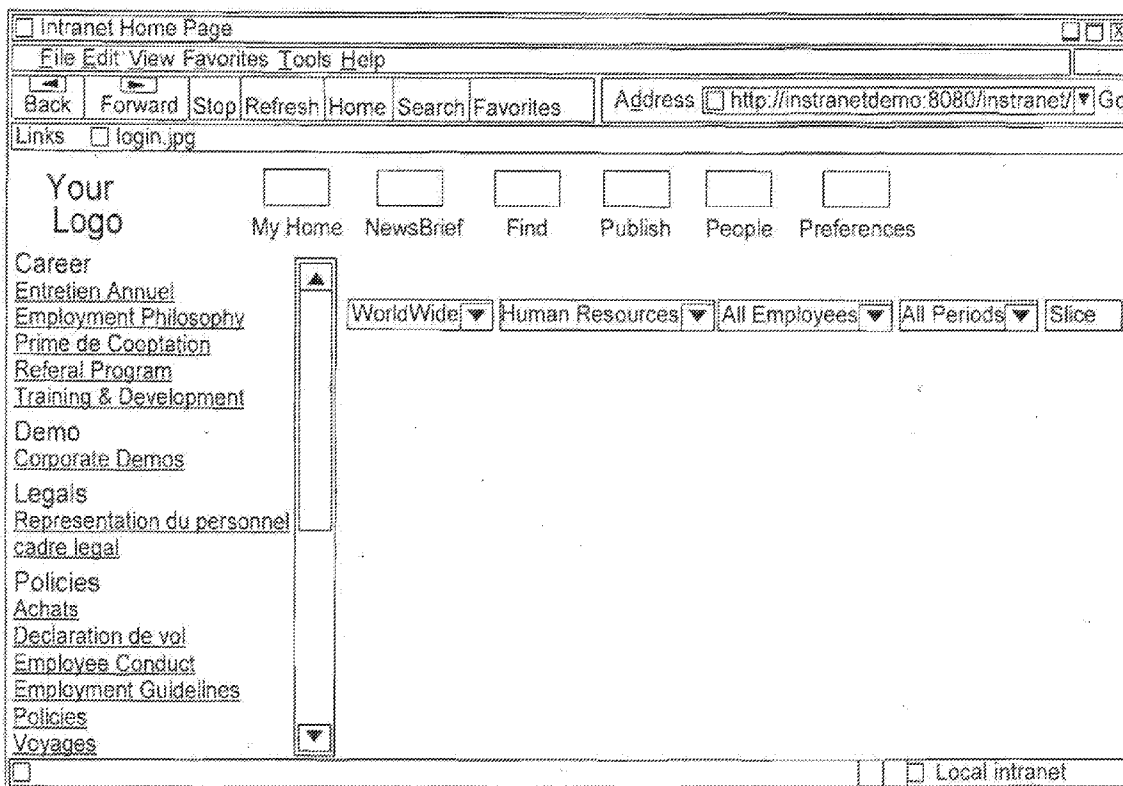 Intranet Home Page
File Edit View Favorites Tools Help
Back Forward Stop Refresh Home Search Favorites Address http://instranetdemo:8080/instranet/ Go
Links login.jpg
Your
Logo
My Home NewsBrief Find Publish People Preferences
Career
Entretien Annuel
Employment Philosophy
Prime de Cooptation
Referal Program
Training & Development
WorldWide Human Resources All Employees All Periods Slice
Demo
Corporate Demos
Legals
Representation du personnel
cadre legal
Policies
Achats
Declaration de vol
Employee Conduct
Employment Guidelines
Policies
Voyages
Local intranet